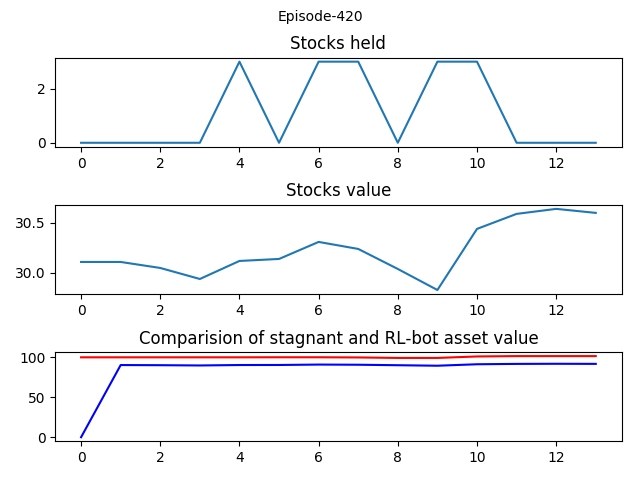 Episode-420
Stocks held
2
0
0 2 4 6 8 10 12
Stocks value
30.5
30.0
0 2 4 6 8 10 12
Comparision of stagnant and RL-bot asset value
100
50
0
0 2 4 6 8 10 12